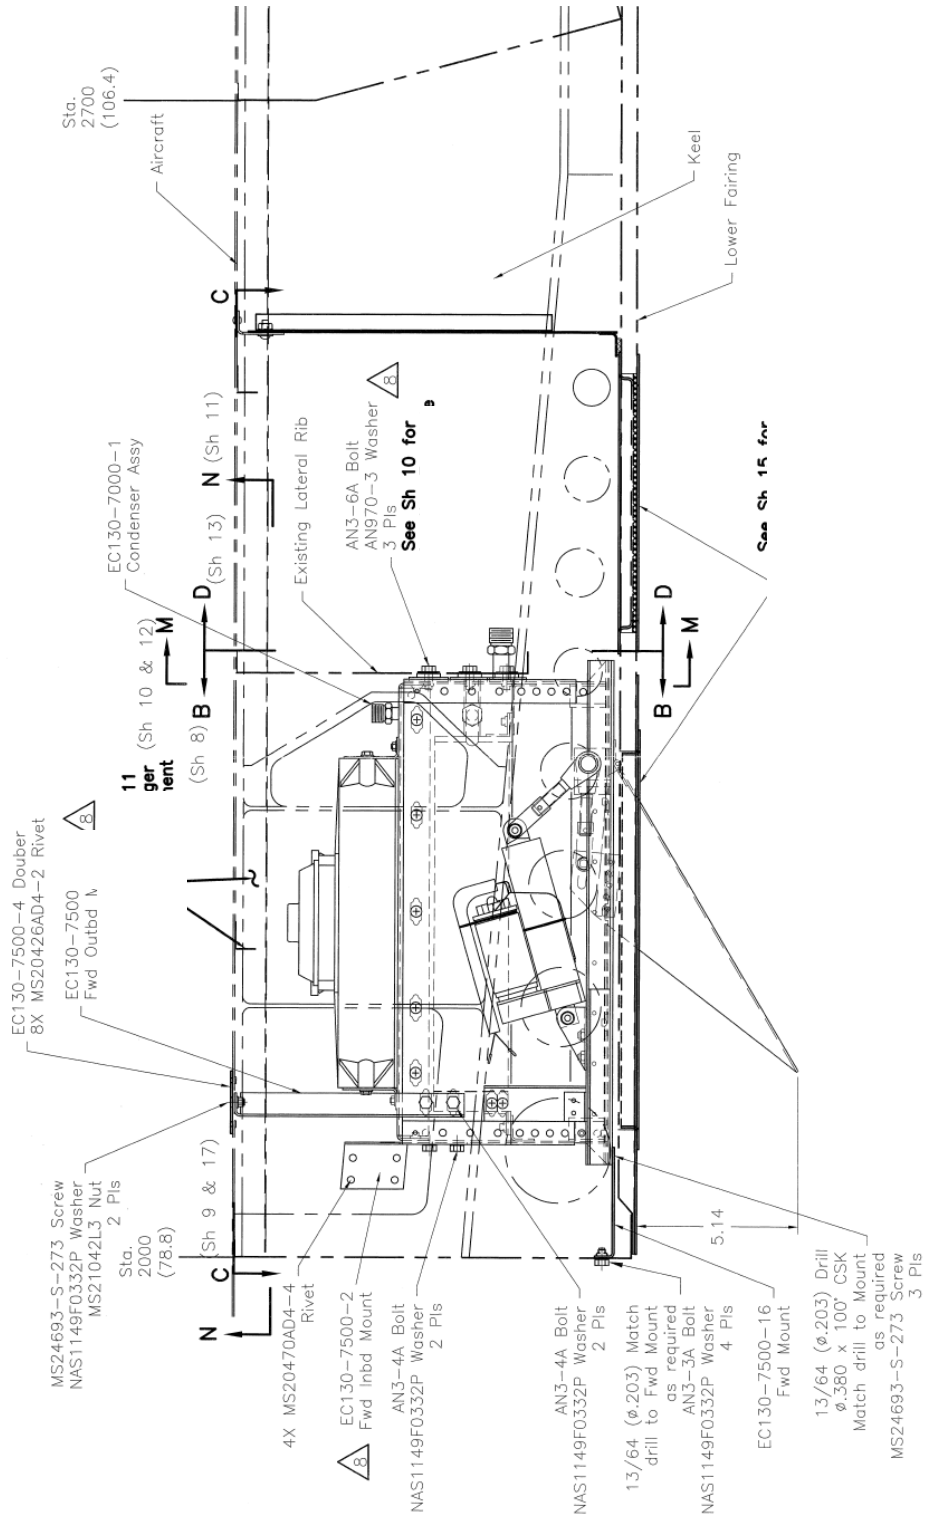 Sta.
2700
(106.4)
Aircraft
Keel
Lower Fairing
C
(Sh 11)
N
(Sh 13)
EC130-7000-1
Condenser Assy
Existing Lateral Rib
AN3-6A Bolt
AN970-3 Washer
3 Pls
8
See Sh 10 for
e
See Sh 15 for
D
M
(Sh 10 & 12)
B
(Sh 8)
11
ger
D
M
B
EC130-7500-4 Douber
8X MS20426AD4-2 Rivet
EC130-7500
Fwd Outbd
8
MS24693-S-273 Screw
NAS1149F0332P Washer
MS21042L3 Nut
2 Pls
Sta.
2000
(78.8)
(Sh 9 & 17)
C
N
4X MS20470AD4-4
Rivet
EC130-7500-2
Fwd Inbd Mount
8
AN3-4A Bolt
NAS1149F0332P Washer
2 Pls
AN3-4A Bolt
NAS1149F0332P Washer
2 Pls
13/64 (ø.203) Match
drill to Fwd Mount
as required
AN3-3A Bolt
NAS1149F0332P Washer
4 Pls
5.14
EC130-7500-16
Fwd Mount
13/64 (ø.203) Drill
ø.380 x 100° CSK
Match drill to Mount
as required
MS24693-S-273 Screw
3 Pls